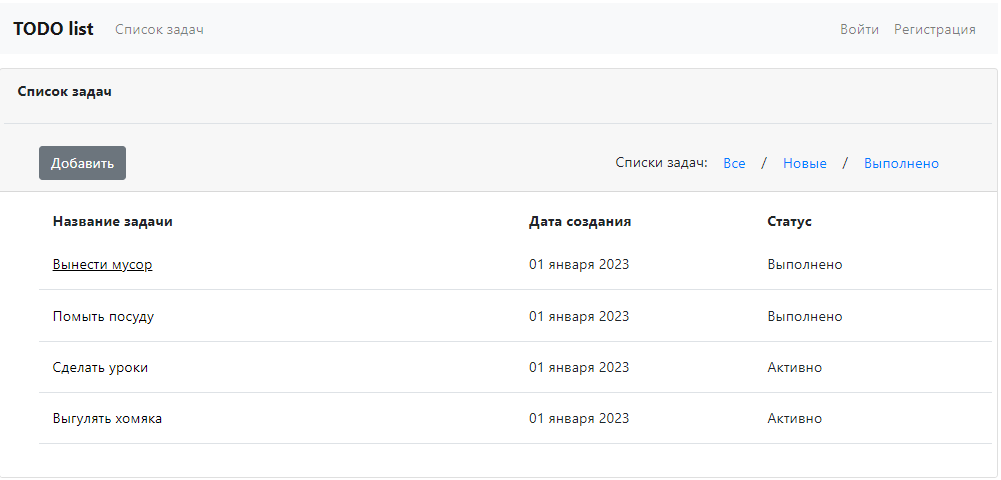 TODO list Список задач Войти Регистрация
Список задач
Добавить Списки задач: Все / Новые / Выполнено
Название задачи Дата создания Статус
Вынести мусор 01 января 2023 Выполнено
Помыть посуду 01 января 2023 Выполнено
Сделать уроки 01 января 2023 Активно
Выгулять хомяка 01 января 2023 Активно